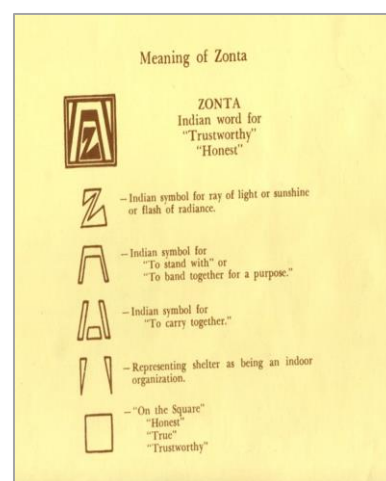 Meaning of Zonta
ZONTA
Indian word for
“Trustworthy”
“Honest”
—Indian symbol for ray of light or sunshine
or flash of radiance.
—Indian symbol for
“To stand with” or
“To band together for a purpose.”
—Indian symbol for
“To carry together.”
—Representing shelter as being an indoor
organization.
—“On the Square”
“Honest”
“True”
“Trustworthy”